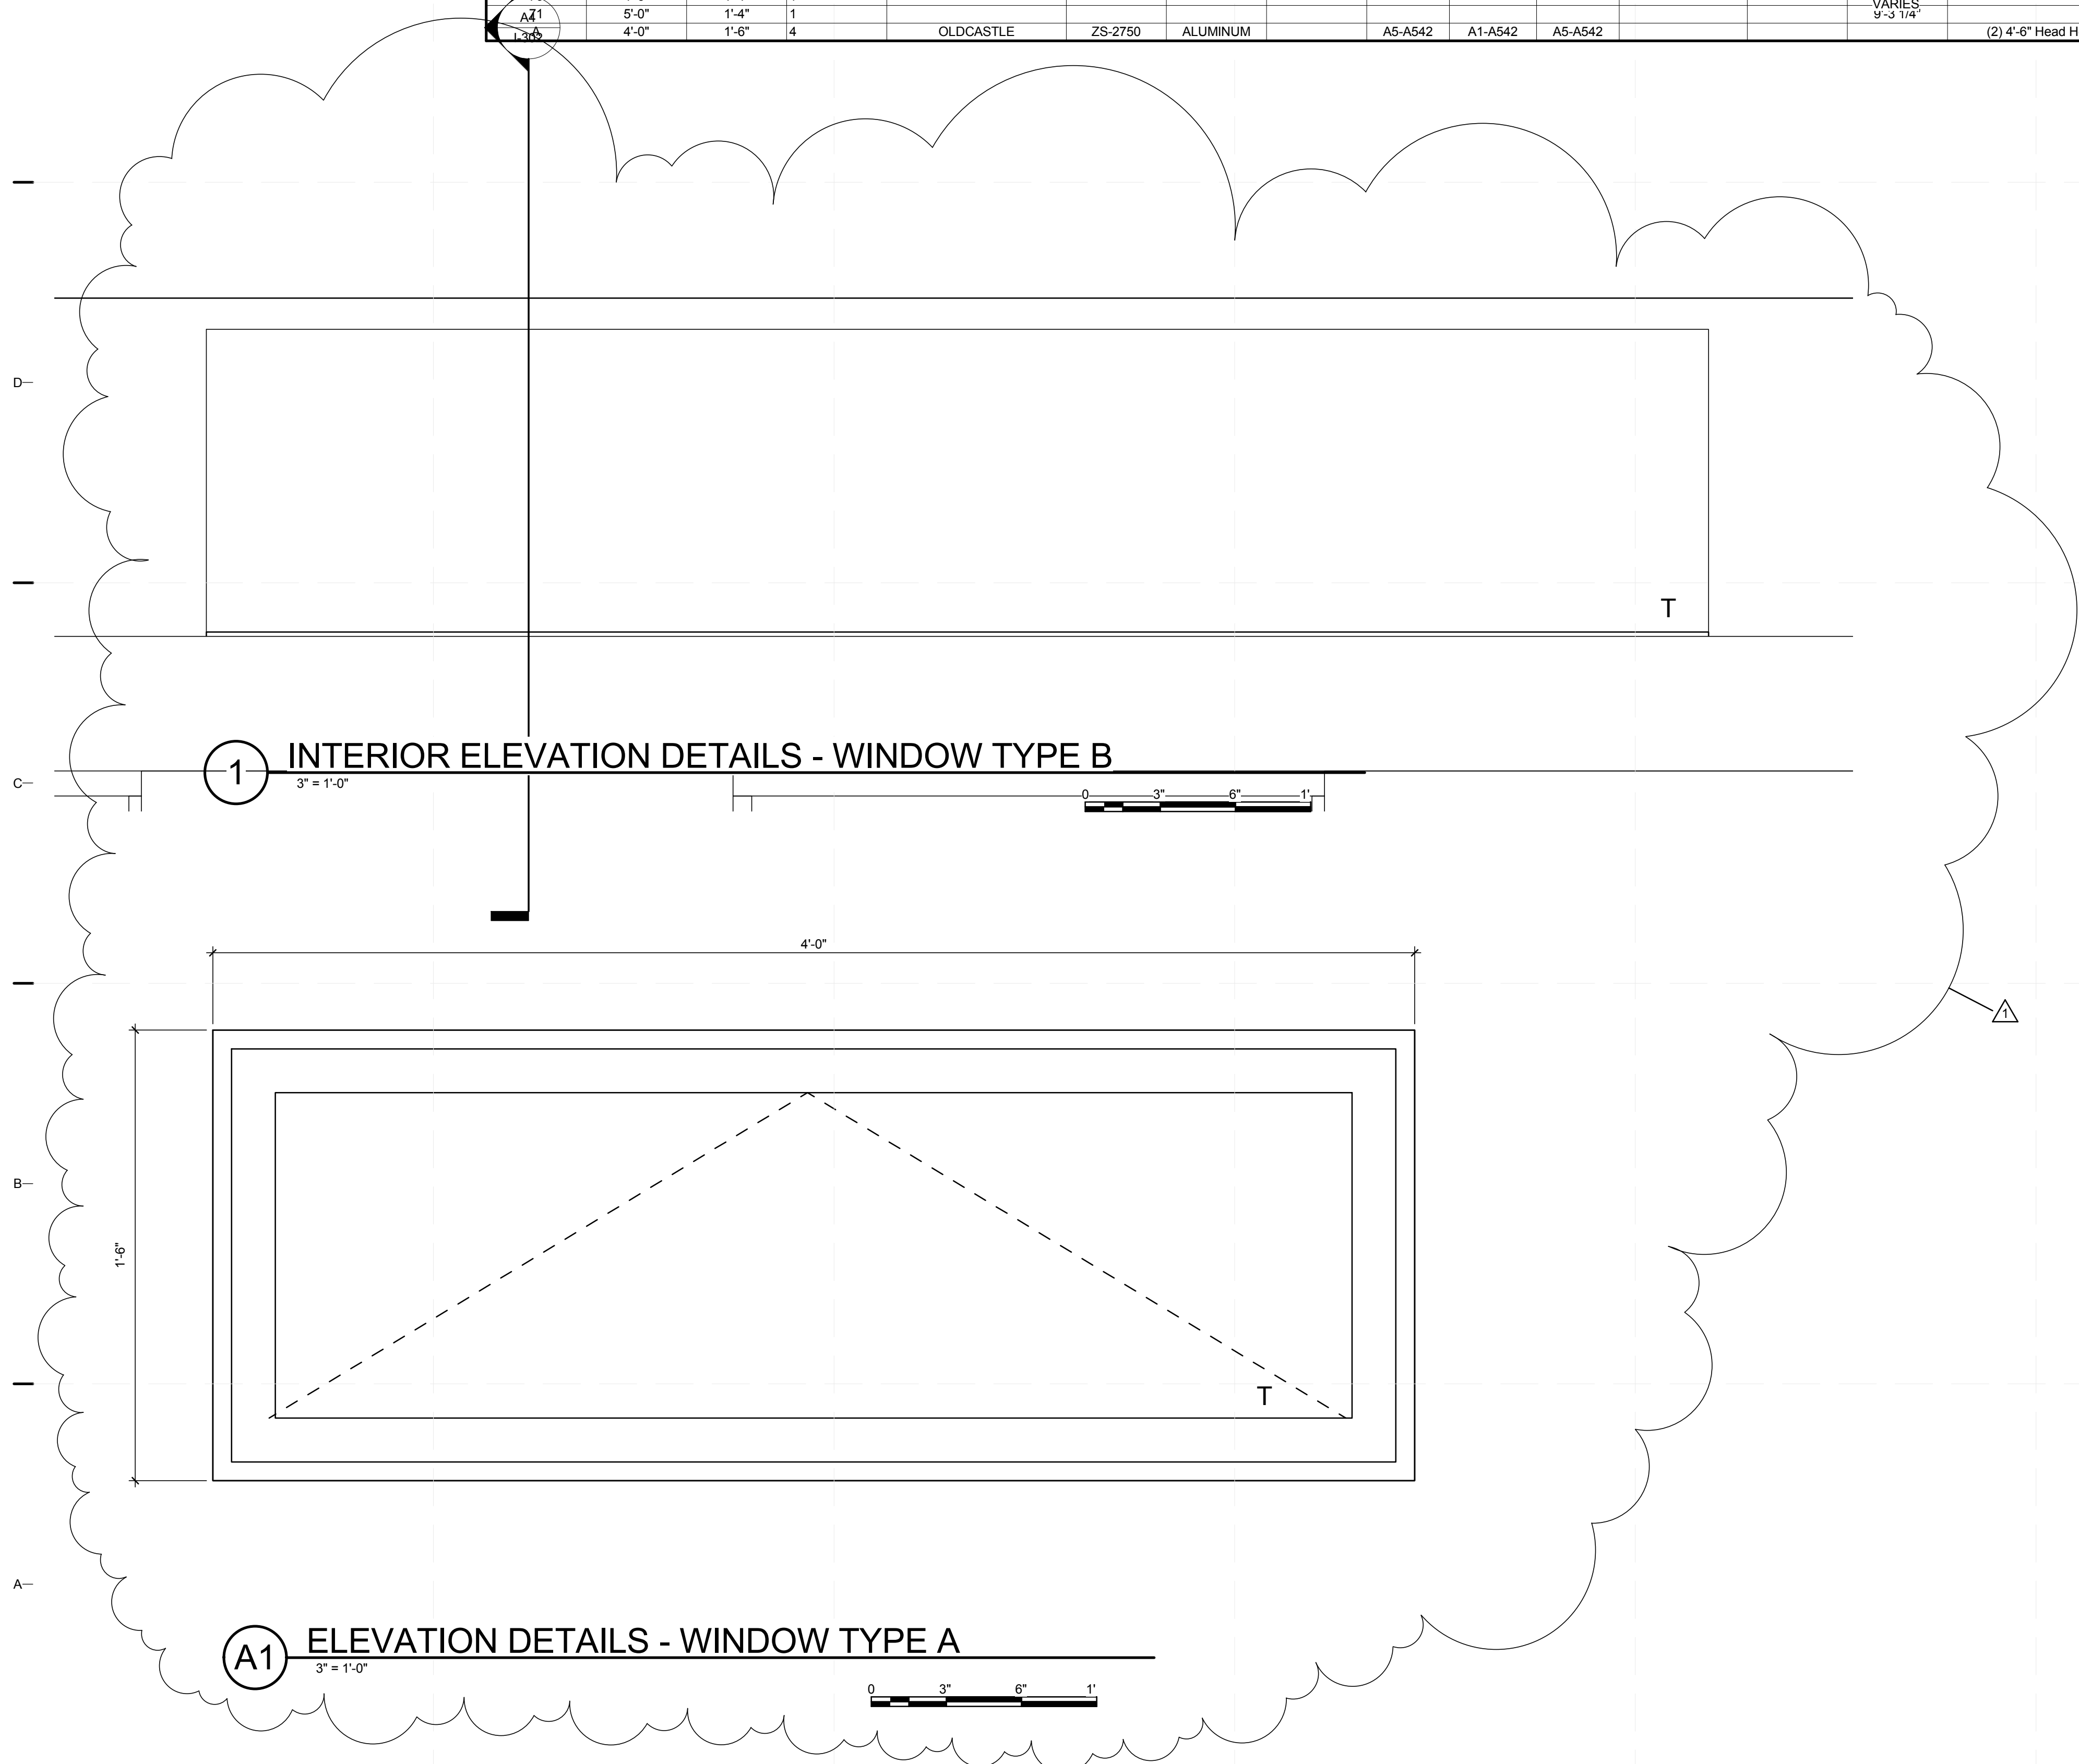 VARIES
71 5'-0" 1'-4" 1 9'-3 1/4"
A4
A 4'-0" 1'-6" 4 OLDCASTLE ZS-2750 ALUMINUM A5-A542 A1-A542 A5-A542 (2) 4'-6" Head H
D
T
1 INTERIOR ELEVATION DETAILS - WINDOW TYPE B
3" = 1'-0"
C
0 3" 6" 1'
4'-0"
1
B
1'-6"
T
A
A1 ELEVATION DETAILS - WINDOW TYPE A
3" = 1'-0"
0 3" 6" 1'